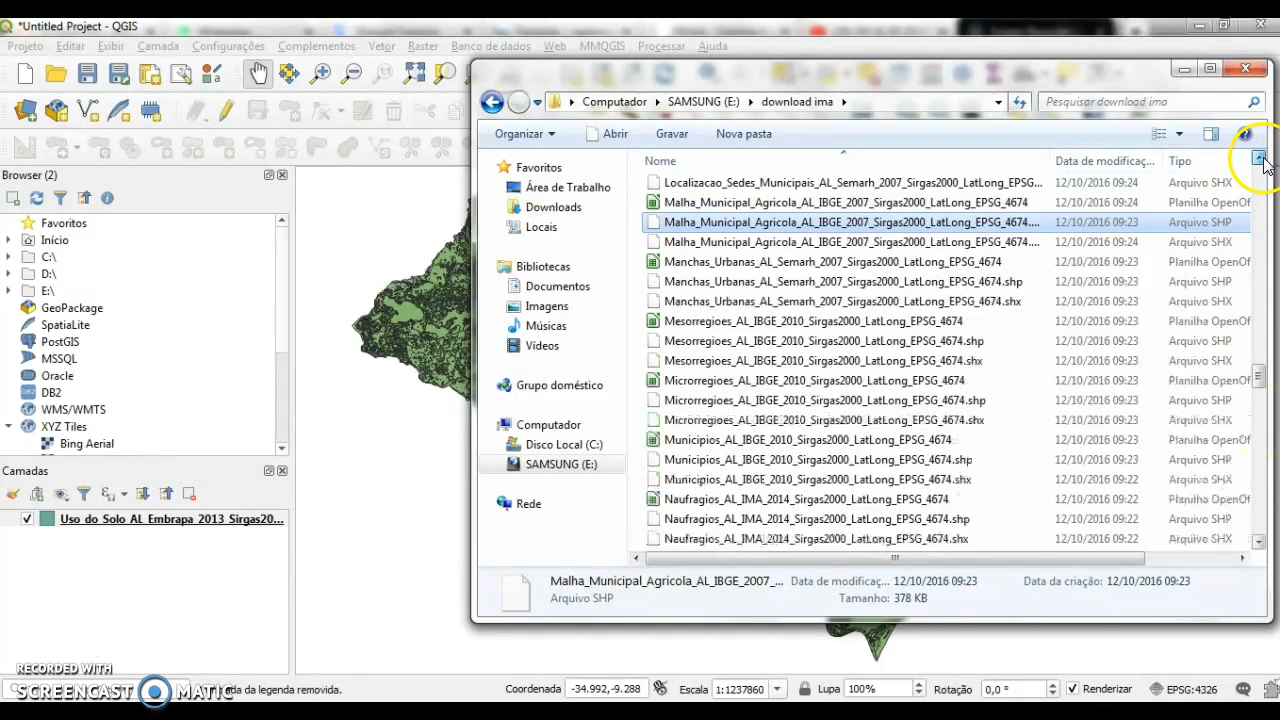 *Untitled Project - QGIS
Projeto Editar Exibir Camada Configurações Complementos Vetor Raster Banco de dados Web MMQGIS Processar Ajuda
Computador SAMSUNG (E:) download ima
Pesquisar download ima
Organizar Abrir Gravar Nova pasta
Browser (2)
Favoritos
Início
C:\
D:\
E:\
GeoPackage
SpatiaLite
PostGIS
MSSQL
Oracle
DB2
WMS/WMTS
XYZ Tiles
Bing Aerial
Camadas
Uso do Solo AL_Embrapa_2013_Sirgas20...
Favoritos
Área de Trabalho
Downloads
Locais
Bibliotecas
Documentos
Imagens
Músicas
Vídeos
Grupo doméstico
Computador
Disco Local (C:)
SAMSUNG (E:)
Rede
Nome Data de modificaç... Tipo
Localizacao_Sedes_Municipais_AL_Semarh_2007_Sirgas2000_LatLong_EPSG... 12/10/2016 09:24 Arquivo SHX
Malha_Municipal_Agricola_AL_IBGE_2007_Sirgas2000_LatLong_EPSG_4674 12/10/2016 09:24 Planilha OpenOf
Malha_Municipal_Agricola_AL_IBGE_2007_Sirgas2000_LatLong_EPSG_4674.... 12/10/2016 09:23 Arquivo SHP
Malha_Municipal_Agricola_AL_IBGE_2007_Sirgas2000_LatLong_EPSG_4674.... 12/10/2016 09:24 Arquivo SHX
Manchas_Urbanas_AL_Semarh_2007_Sirgas2000_LatLong_EPSG_4674 12/10/2016 09:23 Planilha OpenOf
Manchas_Urbanas_AL_Semarh_2007_Sirgas2000_LatLong_EPSG_4674.shp 12/10/2016 09:23 Arquivo SHP
Manchas_Urbanas_AL_Semarh_2007_Sirgas2000_LatLong_EPSG_4674.shx 12/10/2016 09:23 Arquivo SHX
Mesorregioes_AL_IBGE_2010_Sirgas2000_LatLong_EPSG_4674 12/10/2016 09:23 Planilha OpenOf
Mesorregioes_AL_IBGE_2010_Sirgas2000_LatLong_EPSG_4674.shp 12/10/2016 09:23 Arquivo SHP
Mesorregioes_AL_IBGE_2010_Sirgas2000_LatLong_EPSG_4674.shx 12/10/2016 09:23 Arquivo SHX
Microrregioes_AL_IBGE_2010_Sirgas2000_LatLong_EPSG_4674 12/10/2016 09:23 Planilha OpenOf
Microrregioes_AL_IBGE_2010_Sirgas2000_LatLong_EPSG_4674.shp 12/10/2016 09:23 Arquivo SHP
Microrregioes_AL_IBGE_2010_Sirgas2000_LatLong_EPSG_4674.shx 12/10/2016 09:23 Arquivo SHX
Municipios_AL_IBGE_2010_Sirgas2000_LatLong_EPSG_4674 12/10/2016 09:23 Planilha OpenOf
Municipios_AL_IBGE_2010_Sirgas2000_LatLong_EPSG_4674.shp 12/10/2016 09:23 Arquivo SHP
Municipios_AL_IBGE_2010_Sirgas2000_LatLong_EPSG_4674.shx 12/10/2016 09:23 Arquivo SHX
Naufragios_AL_IMA_2014_Sirgas2000_LatLong_EPSG_4674 12/10/2016 09:22 Planilha OpenOf
Naufragios_AL_IMA_2014_Sirgas2000_LatLong_EPSG_4674.shp 12/10/2016 09:22 Arquivo SHP
Naufragios_AL_IMA_2014_Sirgas2000_LatLong_EPSG_4674.shx 12/10/2016 09:22 Arquivo SHX
Malha_Municipal_Agricola_AL_IBGE_2007_... Data de modificaç... 12/10/2016 09:23 Data da criação: 12/10/2016 09:23
Arquivo SHP Tamanho: 378 KB
RECORDED WITH
SCREENCAST MATIC
da legenda removida.
Coordenada -34.992,-9.288 Escala 1:1237860 Lupa 100% Rotação 0,0 ° Renderizar EPSG:4326